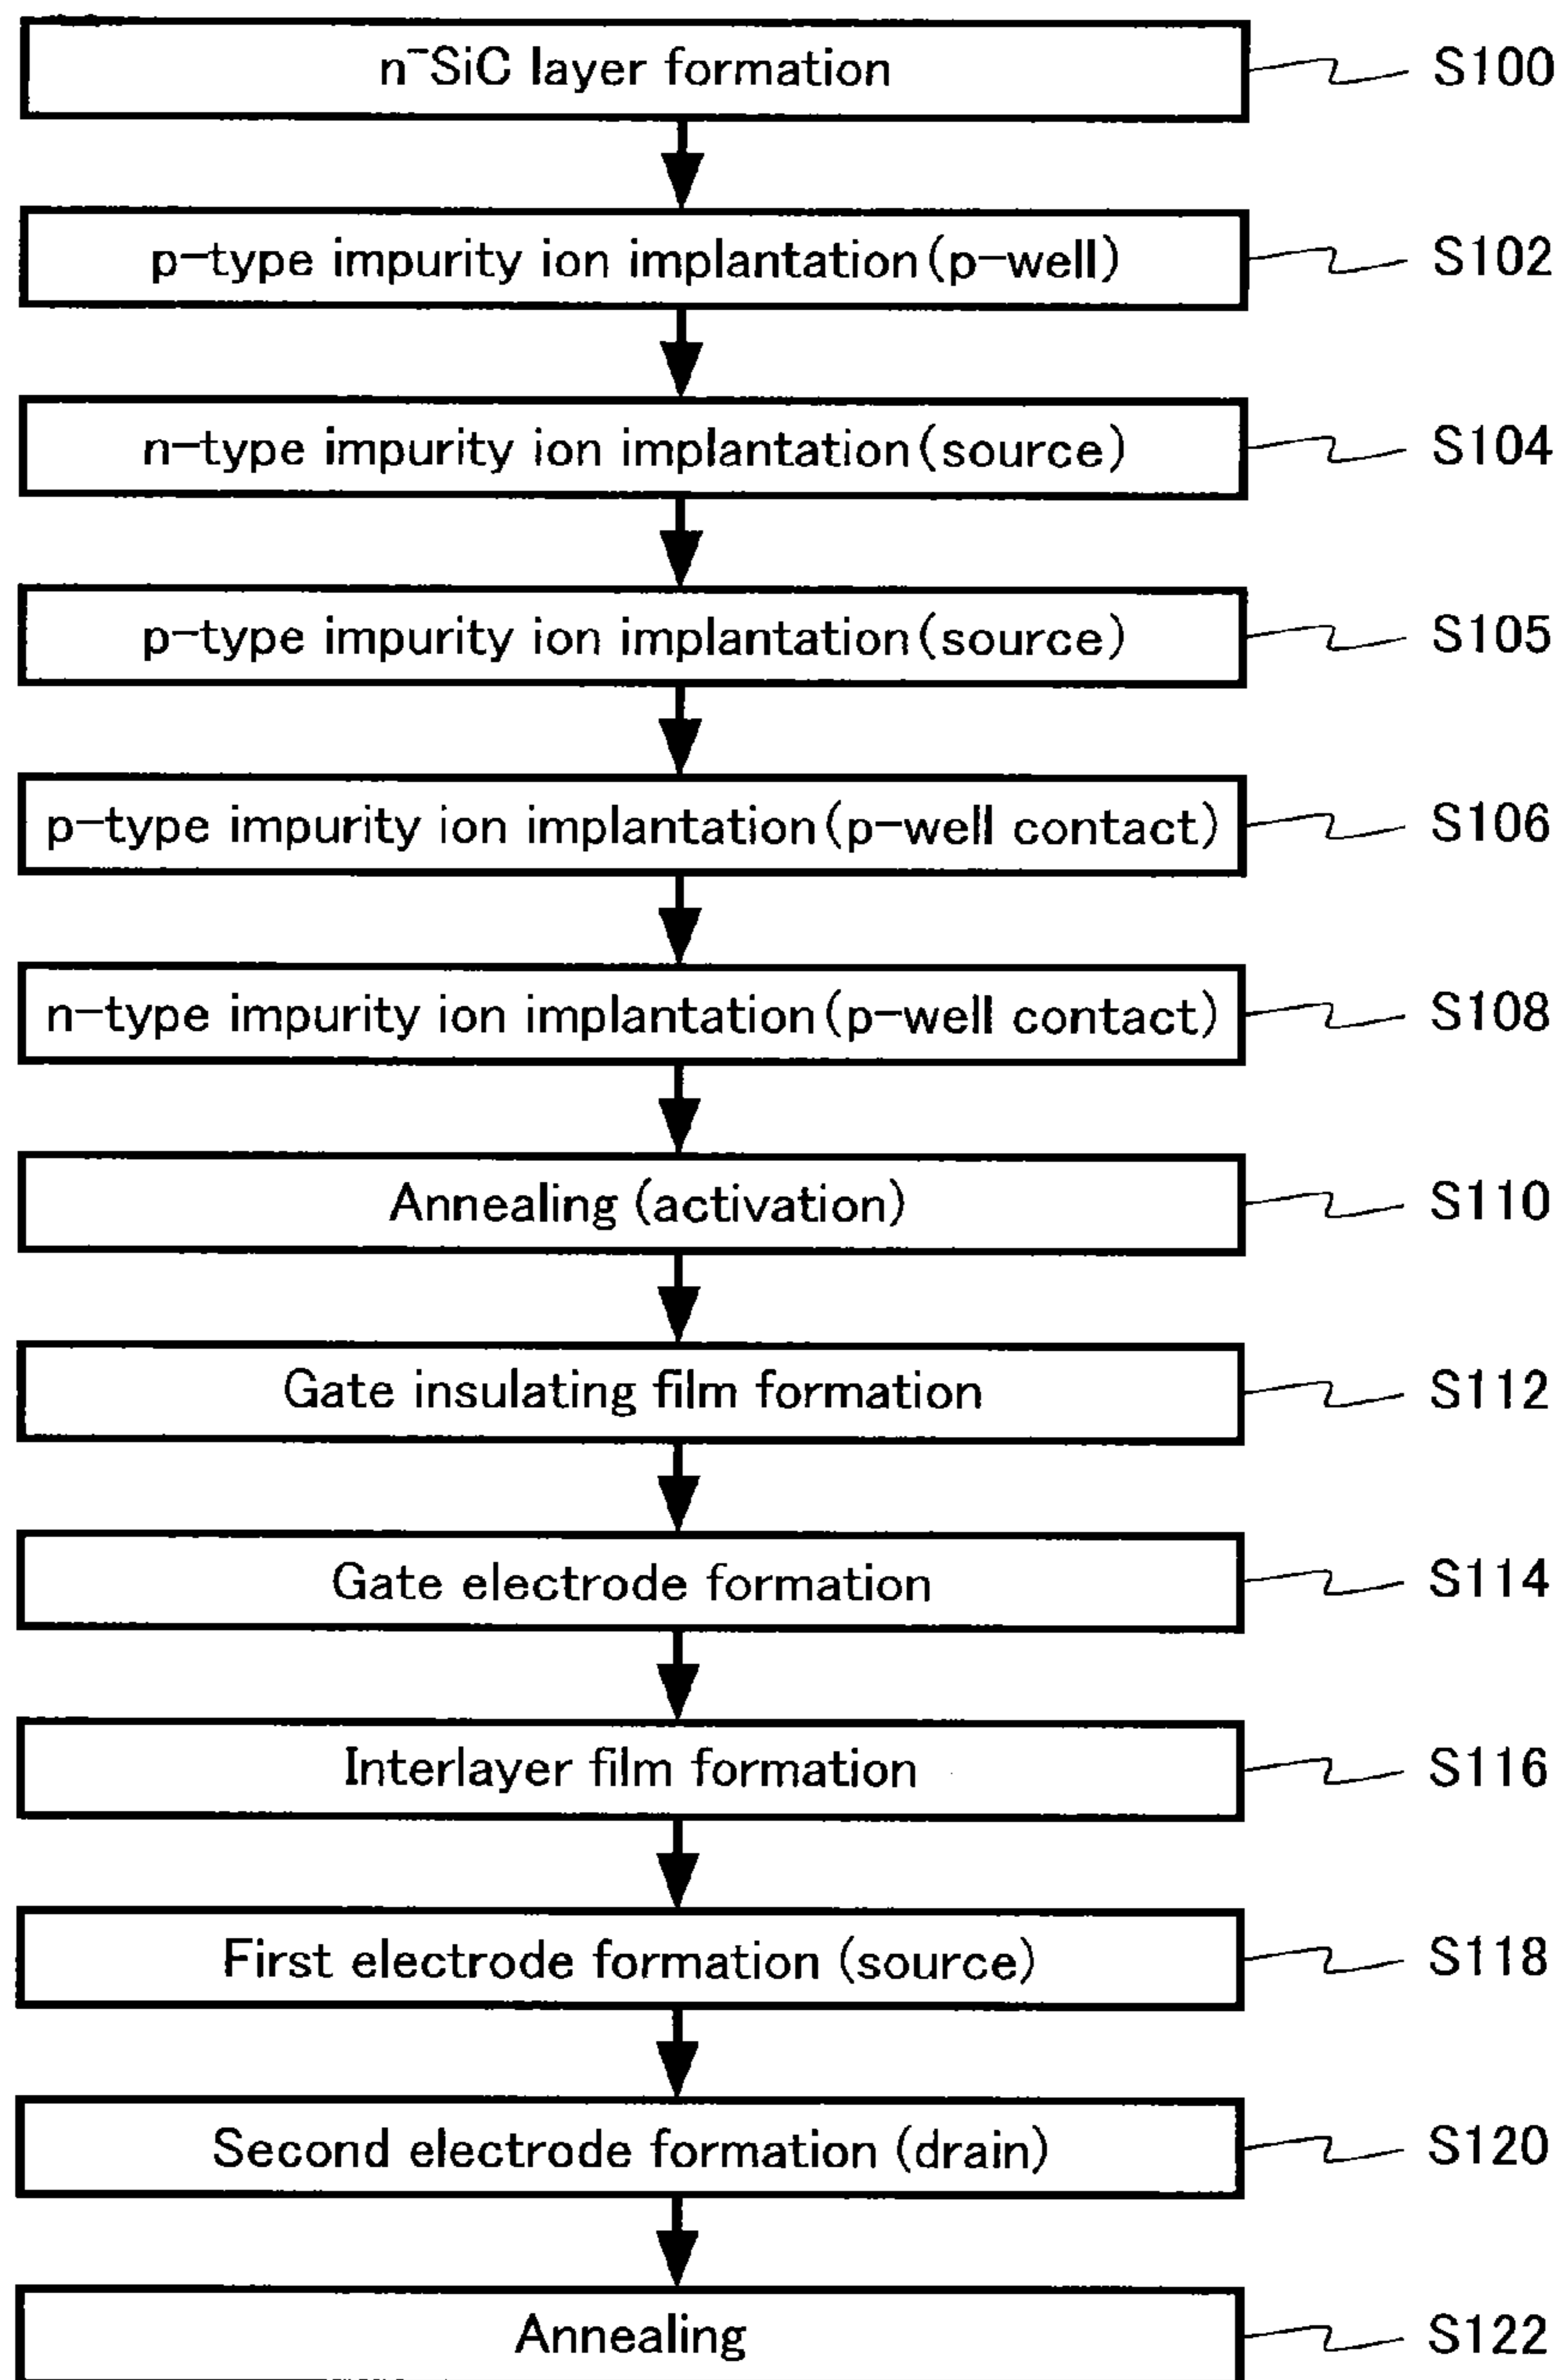 n⁻SiC layer formation S100
p-type impurity ion implantation(p-well) S102
n-type impurity ion implantation(source) S104
p-type impurity ion implantation(source) S105
p-type impurity ion implantation(p-well contact) S106
n-type impurity ion implantation(p-well contact) S108
Annealing (activation) S110
Gate insulating film formation S112
Gate electrode formation S114
Interlayer film formation S116
First electrode formation (source) S118
Second electrode formation (drain) S120
Annealing S122